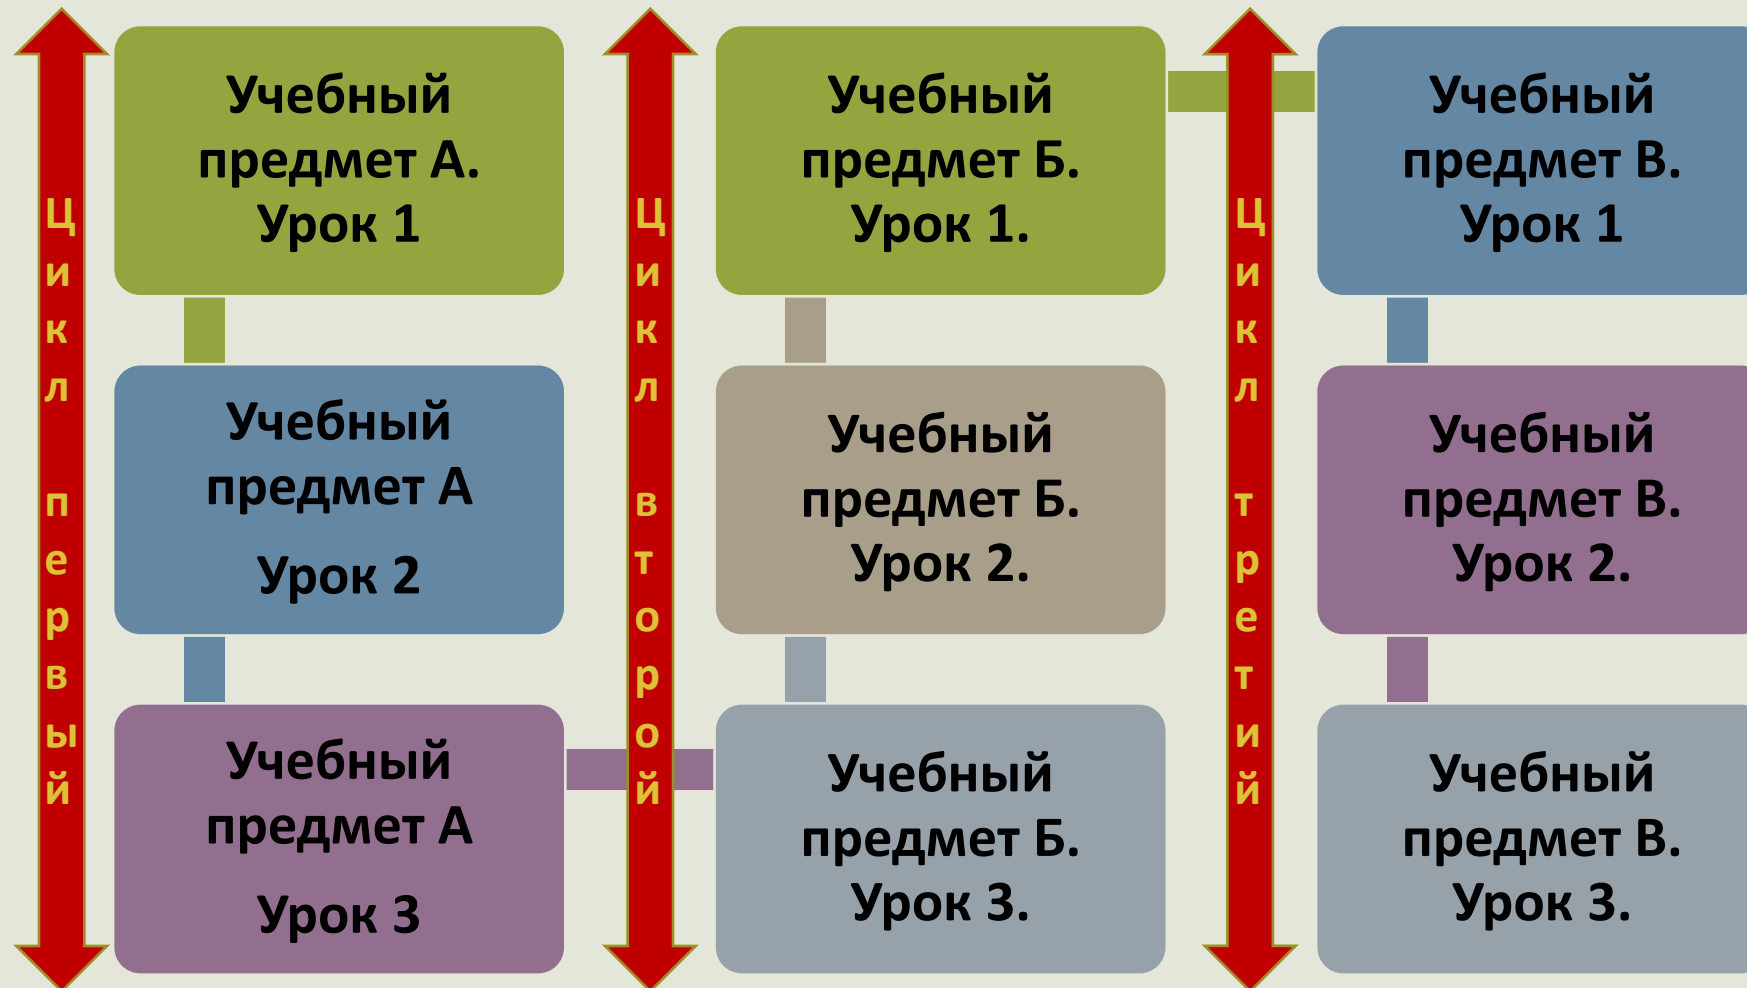 Цикл первый
Учебный
предмет А.
Урок 1
Учебный
предмет А
Урок 2
Учебный
предмет А
Урок 3
Цикл второй
Учебный
предмет Б.
Урок 1.
Учебный
предмет Б.
Урок 2.
Учебный
предмет Б.
Урок 3.
Цикл третий
Учебный
предмет В.
Урок 1
Учебный
предмет В.
Урок 2.
Учебный
предмет В.
Урок 3.